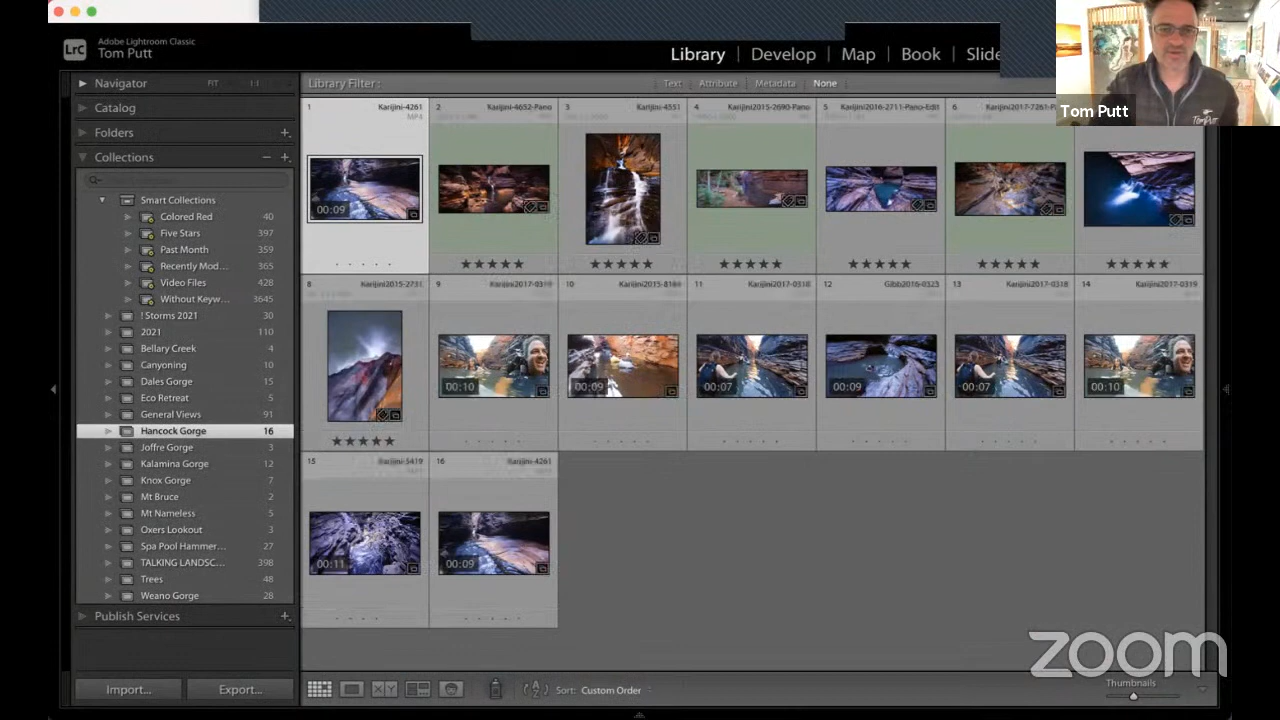 LrC
Adobe Lightroom Classic
Tom Putt
Library | Develop | Map | Book | Slide
Tom Putt
Navigator FIT
Library Filter : Text Attribute Metadata None
Catalog
Folders
Collections
Smart Collections
Colored Red 40
Five Stars 397
Past Month 359
Recently Mod... 365
Video Files 428
Without Keyw... 3645
! Storms 2021 30
2021 110
Bellary Creek 4
Canyoning 10
Dales Gorge 15
Eco Retreat 5
General Views 91
Hancock Gorge 16
Joffre Gorge 3
Kalamina Gorge 12
Knox Gorge 7
Mt Bruce 2
Mt Nameless 5
Oxers Lookout 3
Spa Pool Hammer... 27
TALKING LANDSC... 398
Trees 48
Weano Gorge 28
Publish Services
Import... Export...
1 Karijini-4261 2 Karijini-4652-Pano 3 Karijini-4551 4 Karijini2015-2690-Pano 5 Karijini2016-2711-Pano-Edit 6 Karijini2017-7261-P
MP4
00:09
8 Karijini2015-2731 9 Karijini2017-0319 10 Karijini2015-8184 11 Karijini2017-0318 12 Gibb2016-0323 13 Karijini2017-0318 14 Karijini2017-0319
00:10 00:09 00:07 00:09 00:07 00:10
15 Karijini-5419 16 Karijini-4261
00:11 00:09
Sort: Custom Order
Thumbnails
zoom